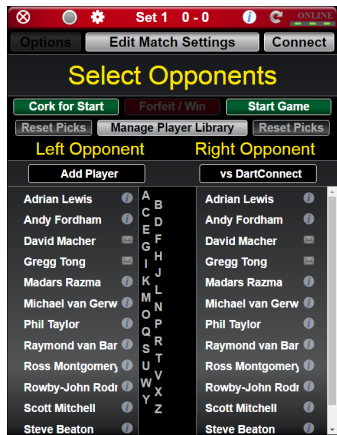 Set 1 0 - 0 ONLINE
Options Edit Match Settings Connect
Select Opponents
Cork for Start Forfeit / Win Start Game
Reset Picks Manage Player Library Reset Picks
Left Opponent Right Opponent
Add Player vs DartConnect
Adrian Lewis
Andy Fordham
David Macher
Gregg Tong
Madars Razma
Michael van Gerw
Phil Taylor
Raymond van Bar
Ross Montgomery
Rowby-John Rodr
Scott Mitchell
Steve Beaton
A
B
C
D
E
F
G
H
I
J
K
L
M
N
O
P
Q
R
S
T
U
V
W
X
Y
Z
Adrian Lewis
Andy Fordham
David Macher
Gregg Tong
Madars Razma
Michael van Gerw
Phil Taylor
Raymond van Bar
Ross Montgomery
Rowby-John Rodr
Scott Mitchell
Steve Beaton